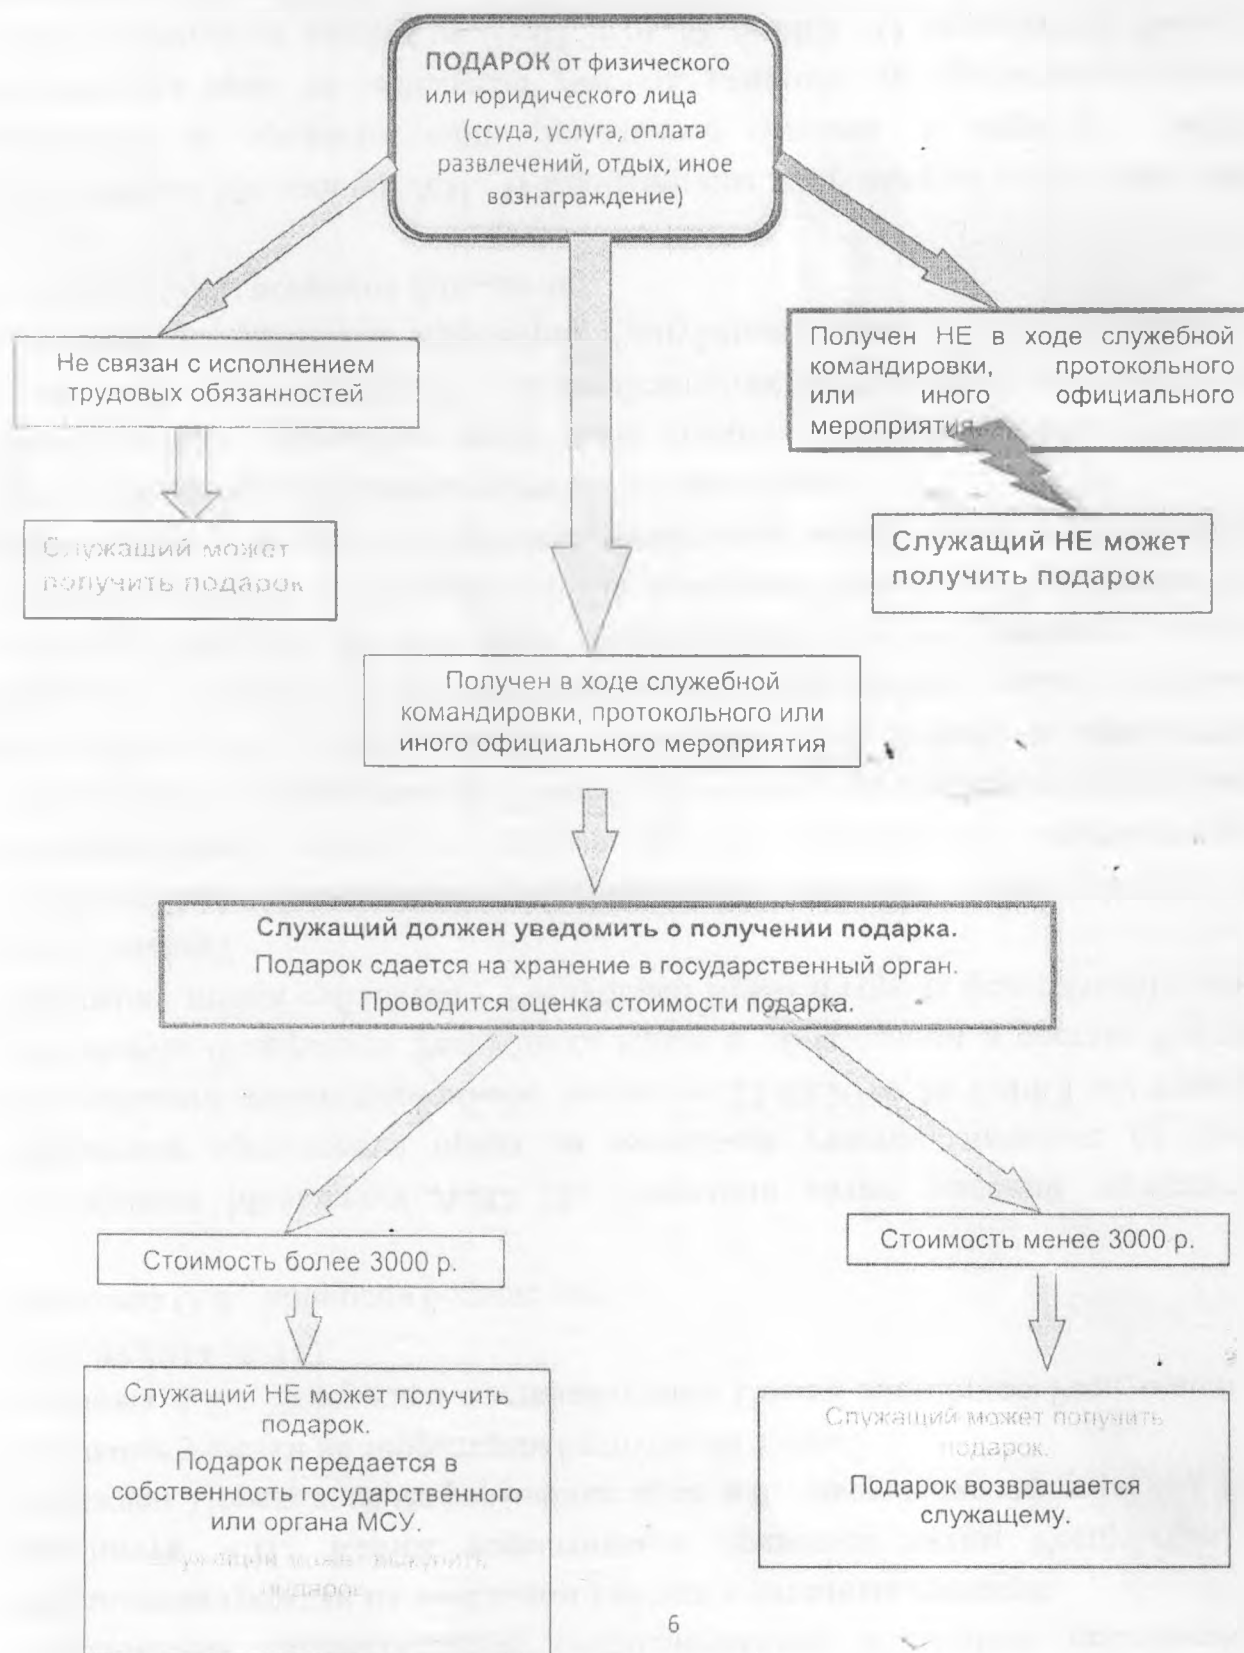 ПОДАРОК от физического
или юридического лица
(ссуда, услуга, оплата
развлечений, отдых, иное
вознаграждение)
Не связан с исполнением
трудовых обязанностей
Служащий может
получить подарок
Получен НЕ в ходе служебной
командировки, протокольного
или иного официального
мероприятия.
Служащий НЕ может
получить подарок
Получен в ходе служебной
командировки, протокольного или
иного официального мероприятия
Служащий должен уведомить о получении подарка.
Подарок сдается на хранение в государственный орган.
Проводится оценка стоимости подарка.
Стоимость более 3000 р.
Служащий НЕ может получить
подарок.
Подарок передается в
собственность государственного
или органа МСУ.
Служащий может выкупить
подарок
Стоимость менее 3000 р.
Служащий может получить
подарок.
Подарок возвращается
служащему.
6